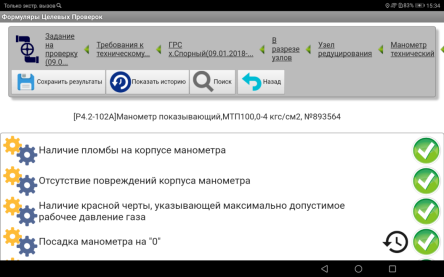 Только экстр. вызов
83% 15:34
Формуляры Целевых Проверок
Задание на проверку (09.0...
Требования к техническому...
ГРС х.Спорный(09.01.2018-...
В разрезе узлов
Узел редуцирования
Манометр технический
Сохранить результаты
Показать историю
Поиск
Назад
[Р4.2-102А]Манометр показывающий,МТП100,0-4 кгс/см2, №893564
Наличие пломбы на корпусе манометра
Отсутствие повреждений корпуса манометра
Наличие красной черты, указывающей максимально допустимое
рабочее давление газа
Посадка манометра на "0"